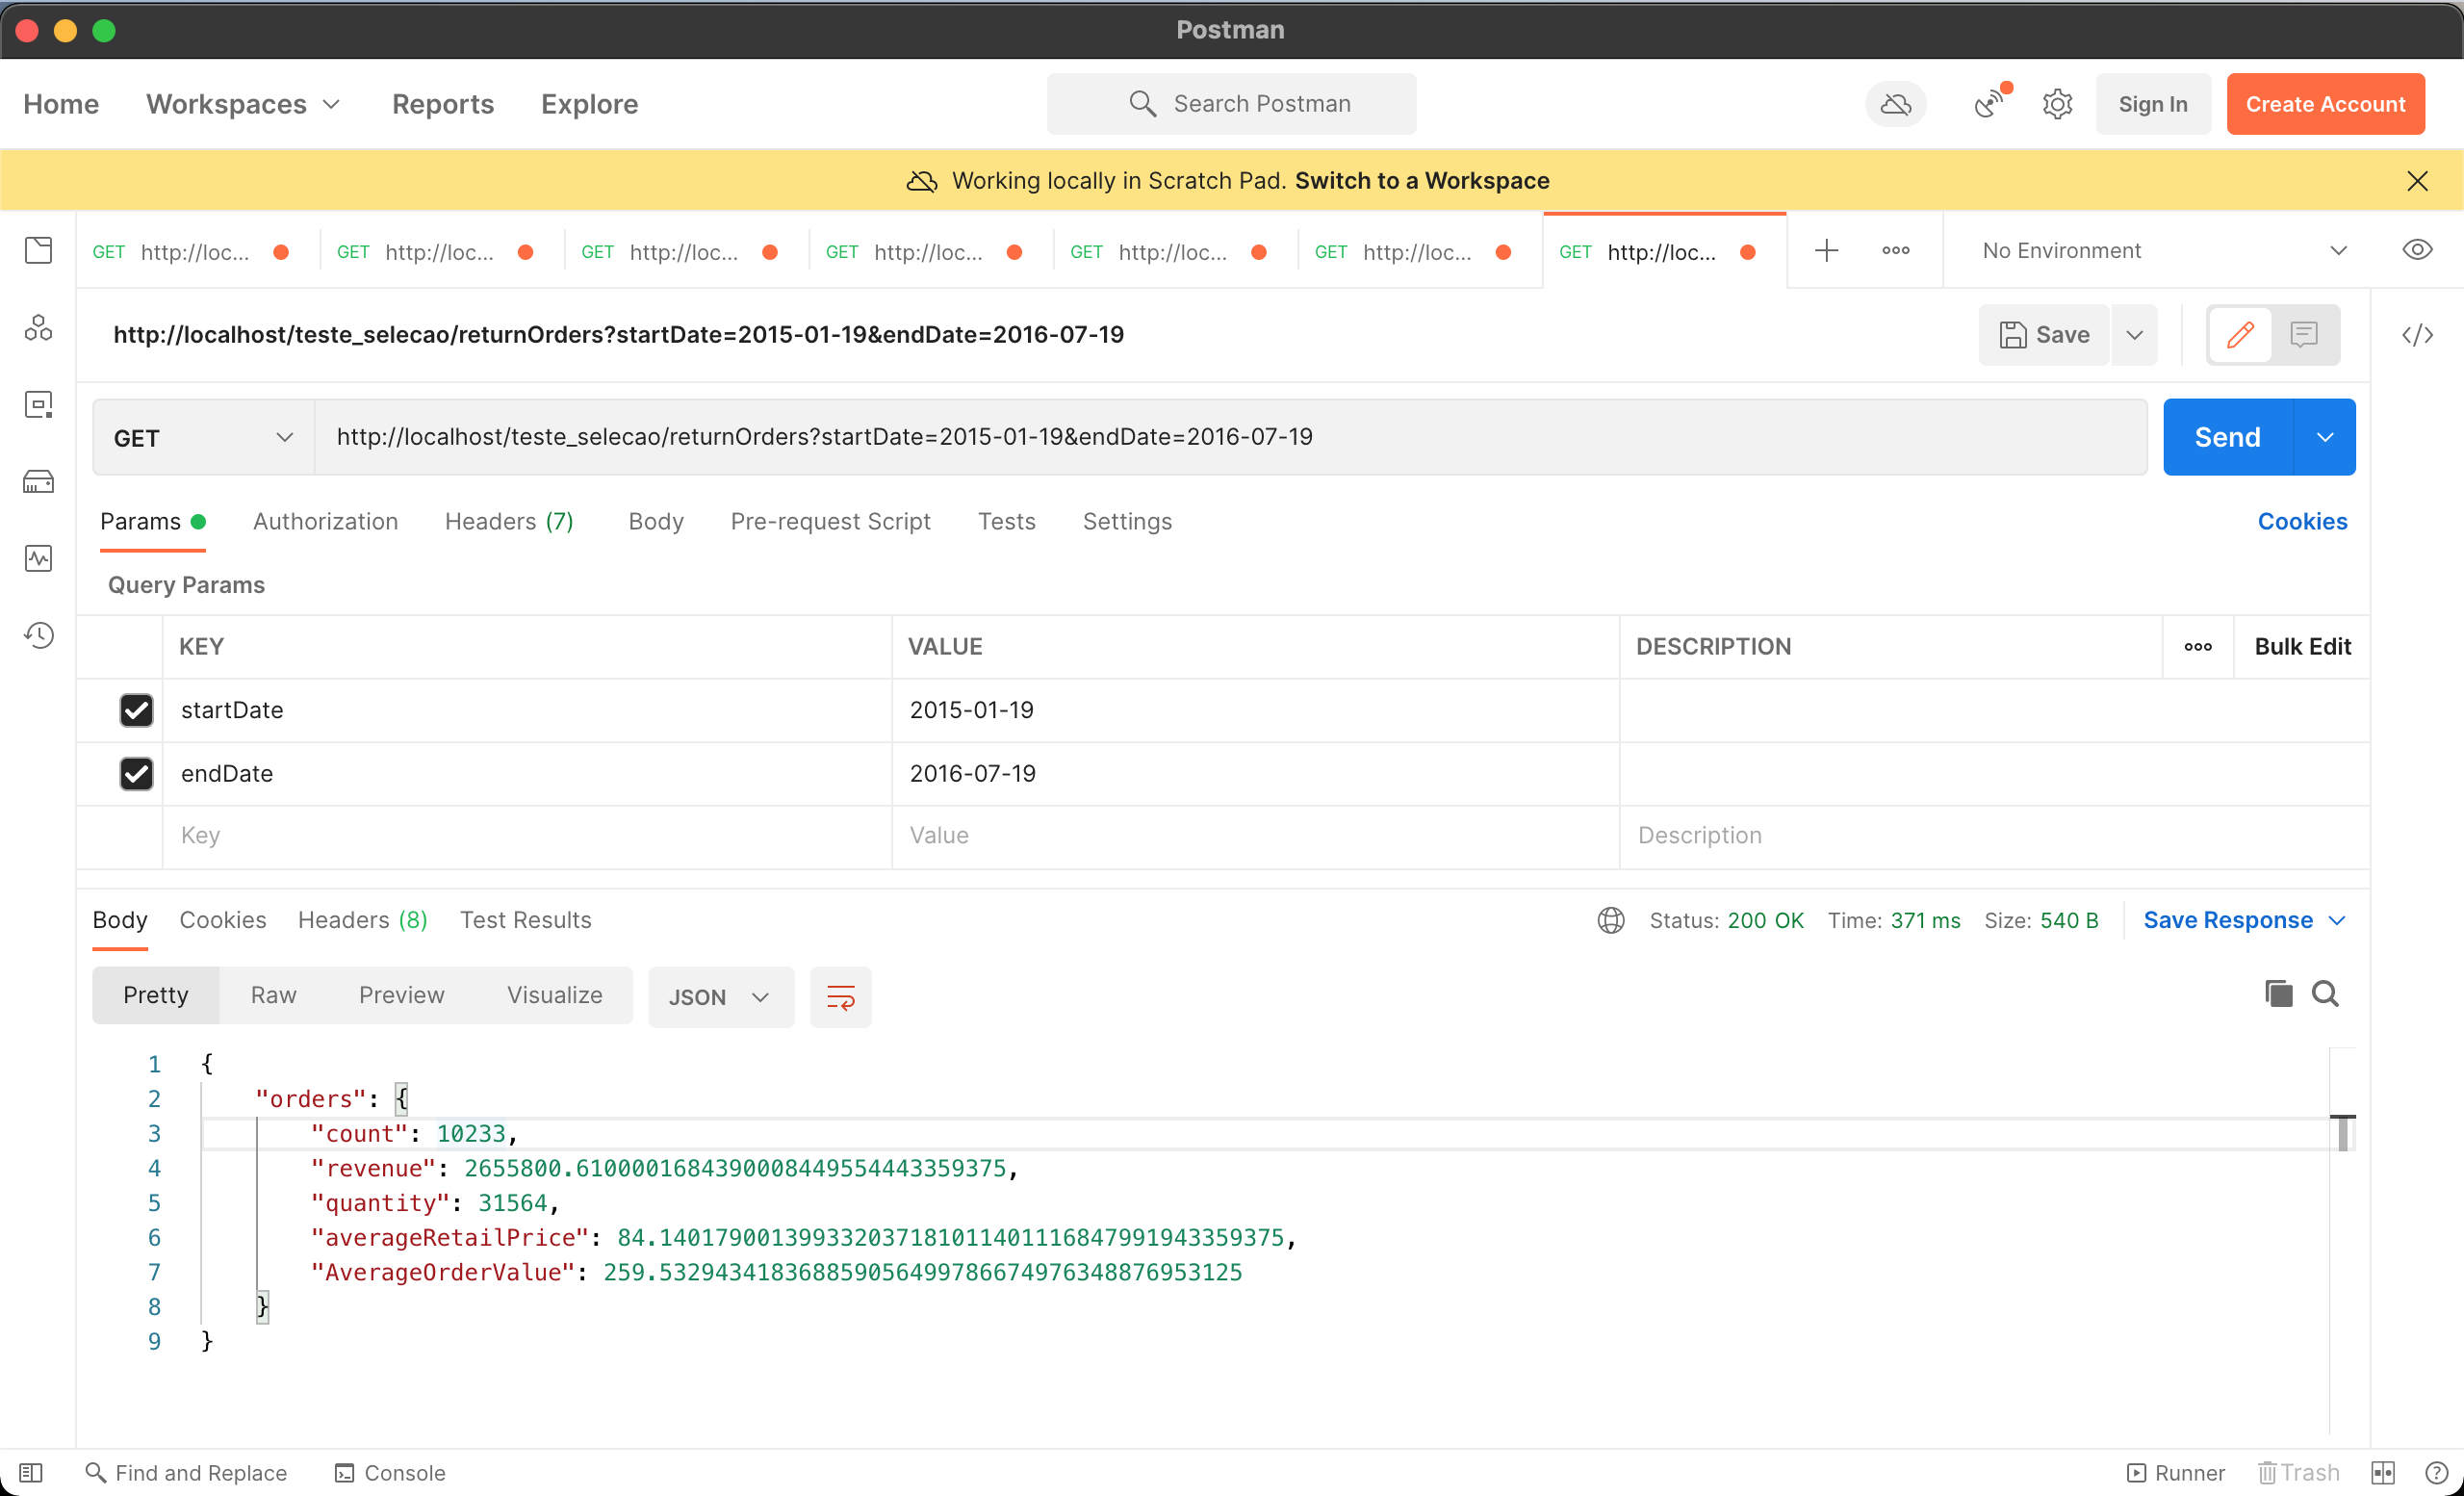 Postman
Home Workspaces Reports Explore Search Postman Sign In Create Account
Working locally in Scratch Pad. Switch to a Workspace
GET http://loc... GET http://loc... GET http://loc... GET http://loc... GET http://loc... GET http://loc... GET http://loc... No Environment
http://localhost/teste_selecao/returnOrders?startDate=2015-01-19&endDate=2016-07-19 Save
GET http://localhost/teste_selecao/returnOrders?startDate=2015-01-19&endDate=2016-07-19 Send
Params Authorization Headers (7) Body Pre-request Script Tests Settings Cookies
Query Params
KEY VALUE DESCRIPTION Bulk Edit
startDate 2015-01-19
endDate 2016-07-19
Key Value Description
Body Cookies Headers (8) Test Results Status: 200 OK Time: 371 ms Size: 540 B Save Response
Pretty Raw Preview Visualize JSON
1 {
2 "orders": {
3 "count": 10233,
4 "revenue": 2655800.6100001684390008449554443359375,
5 "quantity": 31564,
6 "averageRetailPrice": 84.1401790013993320371810114011168479919433​59375,
7 "AverageOrderValue": 259.5329434183688590564997866749763488769531​25
8 }
9 }
Find and Replace Console Runner Trash